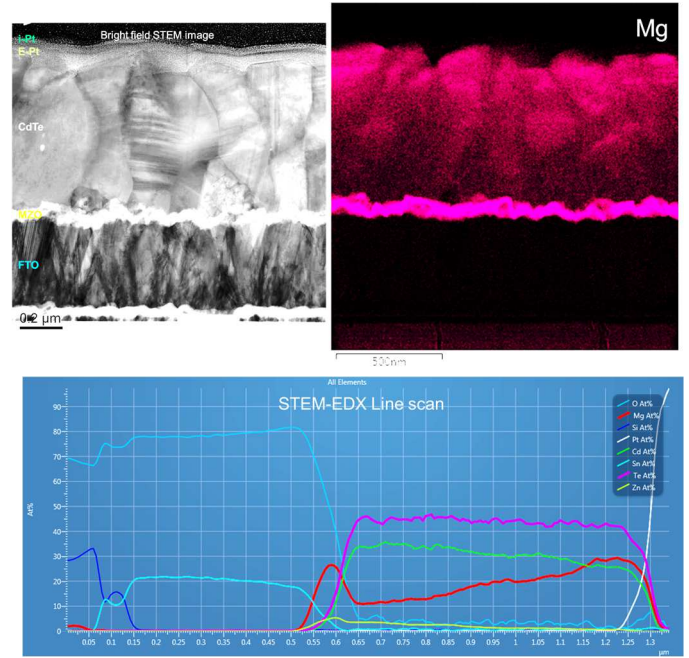 Bright field STEM image
i-Pt
E-Pt
CdTe
MZO
FTO
0.2 µm
Mg
500nm
All Elements
STEM-EDX Line scan
O At%
Mg At%
Si At%
Pt At%
Cd At%
Sn At%
Te At%
Zn At%
At%
90
80
70
60
50
40
30
20
10
0
0.05 0.1 0.15 0.2 0.25 0.3 0.35 0.4 0.45 0.5 0.55 0.6 0.65 0.7 0.75 0.8 0.85 0.9 0.95 1 1.05 1.1 1.15 1.2 1.25 1.3
µm